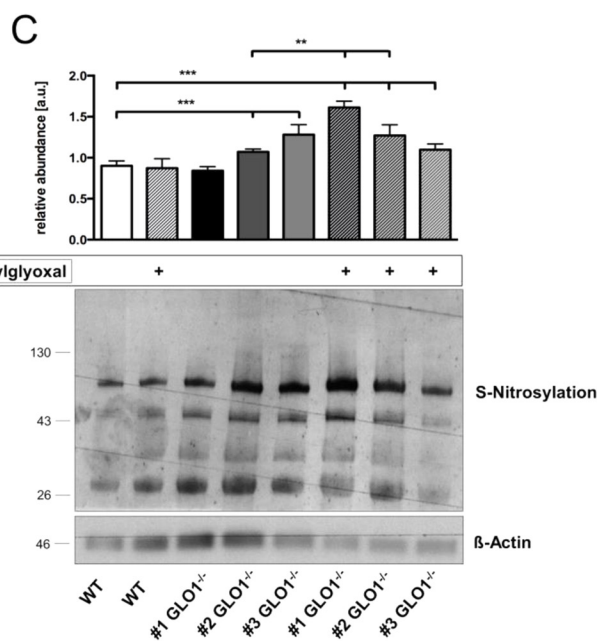 C
**
***
***
relative abundance [a.u.]
2.0
1.5
1.0
0.5
0.0
ylglyoxal + + + +
130
43
26
S-Nitrosylation
46
ß-Actin
WT WT #1 GLO1-/- #2 GLO1-/- #3 GLO1-/- #1 GLO1-/- #2 GLO1-/- #3 GLO1-/-